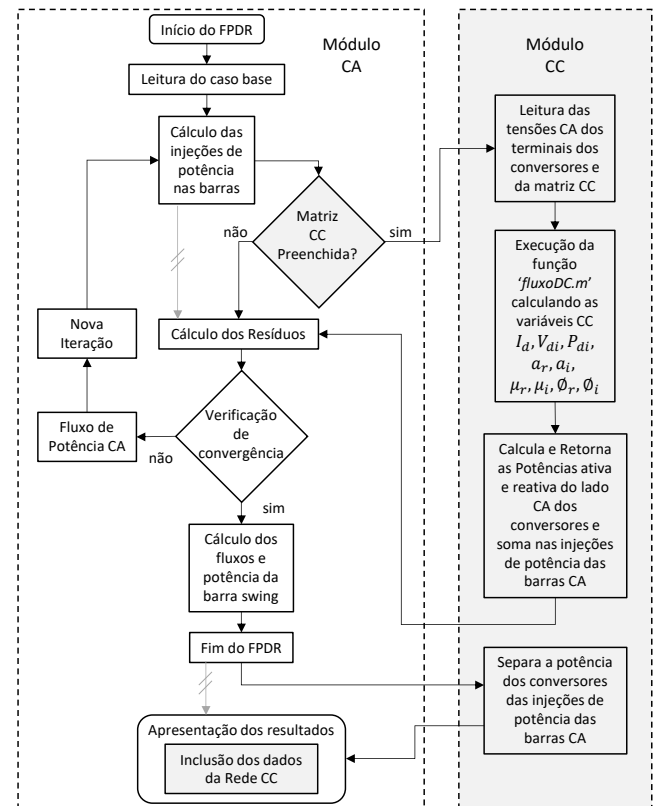 Início do FPDR
Módulo
CA
Leitura do caso base
Cálculo das
injeções de
potência
nas barras
Matriz
CC
Preenchida?
não
sim
Nova
Iteração
Cálculo dos Resíduos
Fluxo de
Potência CA
Verificação
de
convergência
não
sim
Cálculo dos
fluxos e
potência da
barra swing
Fim do FPDR
Apresentação dos resultados
Inclusão dos dados
da Rede CC
Módulo
CC
Leitura das
tensões CA dos
terminais dos
conversores e
da matriz CC
Execução da
função
'fluxoDC.m'
calculando as
variáveis CC
I_d, V_di, P_di,
a_r, a_i,
μ_r, μ_i, Ø_r, Ø_i
Calcula e Retorna
as Potências ativa
e reativa do lado
CA dos
conversores e
soma nas injeções
de potência das
barras CA
Separa a potência
dos conversores
das injeções de
potência das
barras CA